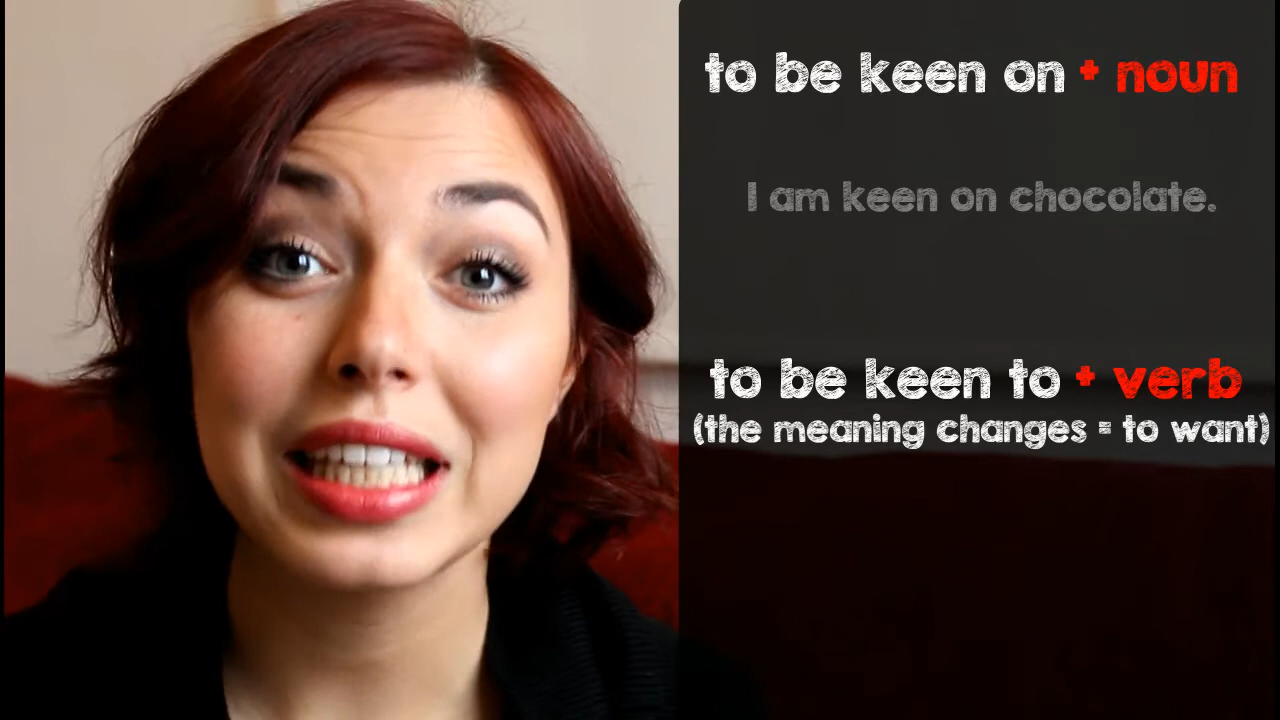 to be keen on + noun
I am keen on chocolate.
to be keen to + verb
(the meaning changes = to want)